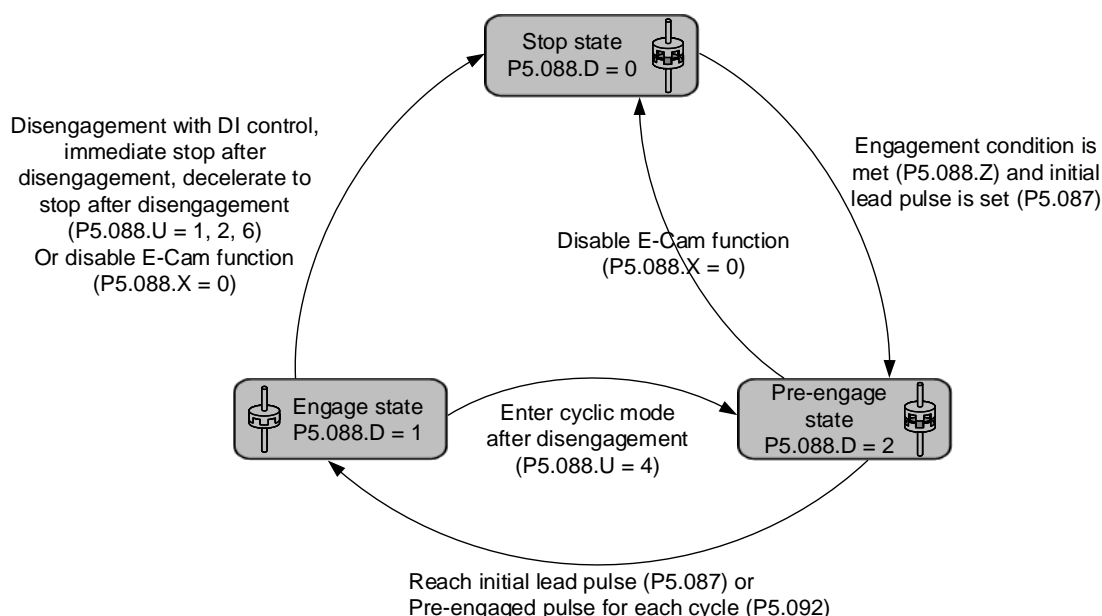 Stop state
P5.088.D = 0
Disengagement with DI control,
immediate stop after
disengagement, decelerate to
stop after disengagement
(P5.088.U = 1, 2, 6)
Or disable E-Cam function
(P5.088.X = 0)
Engagement condition is
met (P5.088.Z) and initial
lead pulse is set (P5.087)
Disable E-Cam function
(P5.088.X = 0)
Engage state
P5.088.D = 1
Enter cyclic mode
after disengagement
(P5.088.U = 4)
Pre-engage
state
P5.088.D = 2
Reach initial lead pulse (P5.087) or
Pre-engaged pulse for each cycle (P5.092)